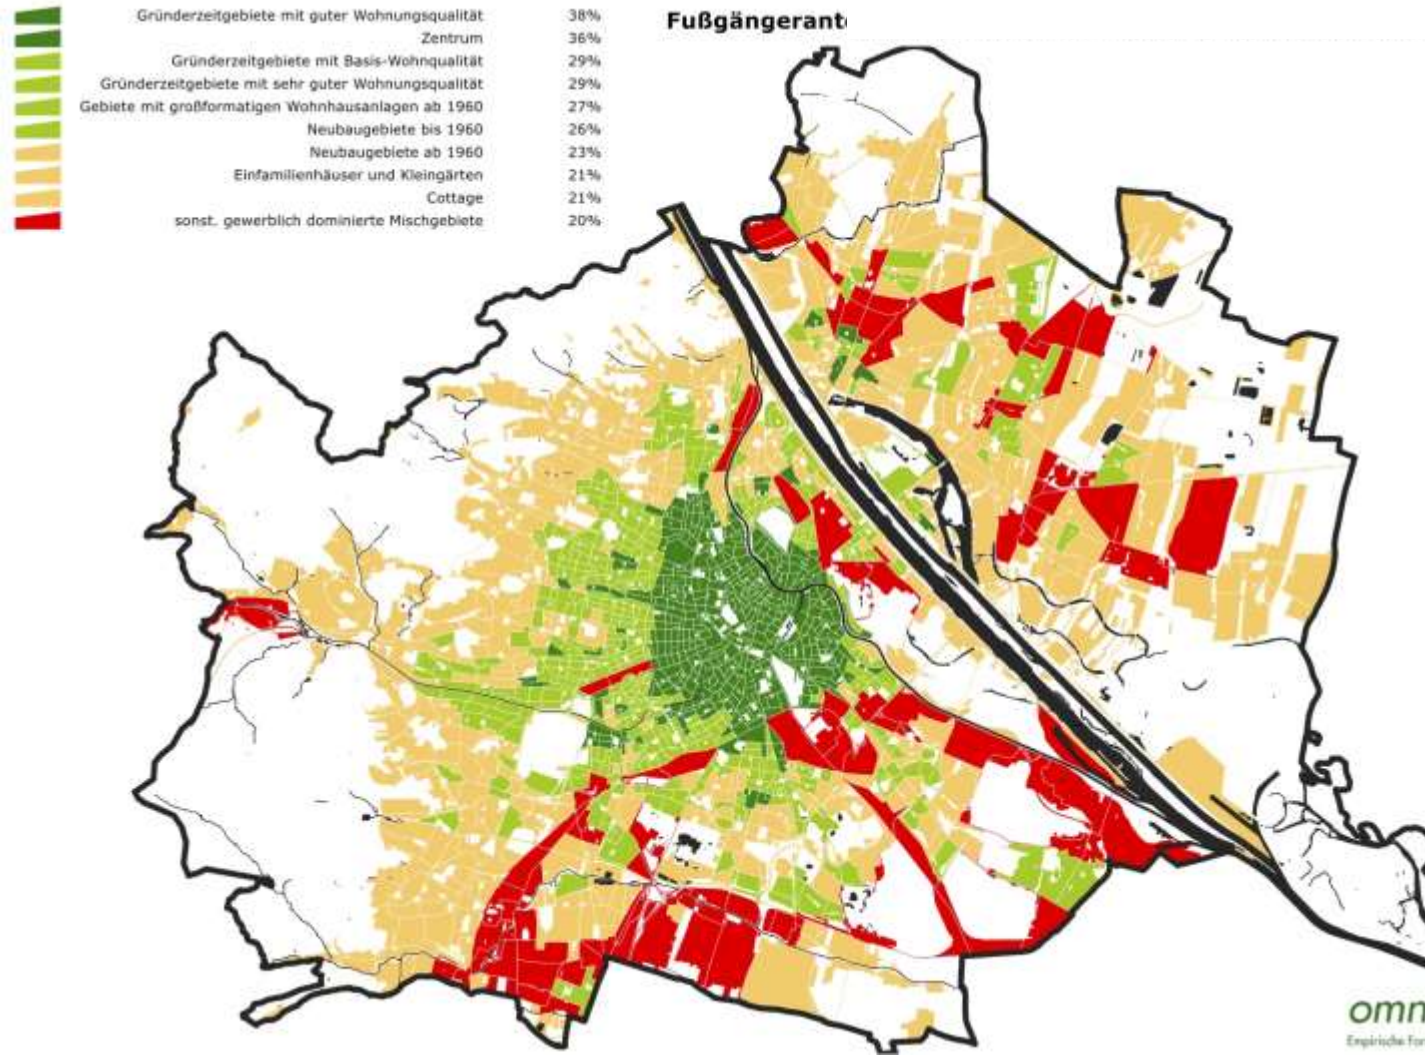 Gründerzeitgebiete mit guter Wohnungsqualität 38%
Zentrum 36%
Gründerzeitgebiete mit Basis-Wohnqualität 29%
Gründerzeitgebiete mit sehr guter Wohnungsqualität 29%
Gebiete mit großformatigen Wohnhausanlagen ab 1960 27%
Neubaugebiete bis 1960 26%
Neubaugebiete ab 1960 23%
Einfamilienhäuser und Kleingärten 21%
Cottage 21%
sonst. gewerblich dominierte Mischgebiete 20%
Fußgängerant
omn
Empirische For